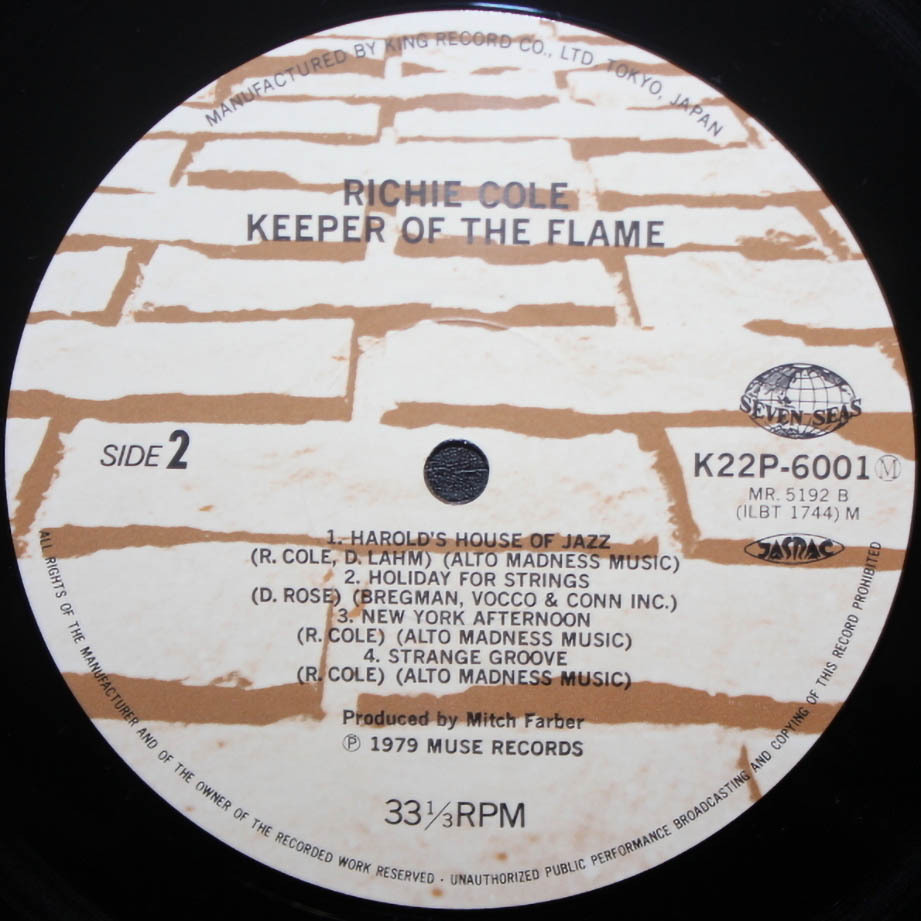 MANUFACTURED BY KING RECORD CO., LTD. TOKYO, JAPAN
RICHIE COLE
KEEPER OF THE FLAME
SEVEN SEAS
SIDE 2
K22P-6001 Ⓜ
MR. 5192 B
(ILBT 1744) M
JASRAC
1. HAROLD'S HOUSE OF JAZZ
(R. COLE, D. LAHM) (ALTO MADNESS MUSIC)
2. HOLIDAY FOR STRINGS
(D. ROSE) (BREGMAN, VOCCO & CONN INC.)
3. NEW YORK AFTERNOON
(R. COLE) (ALTO MADNESS MUSIC)
4. STRANGE GROOVE
(R. COLE) (ALTO MADNESS MUSIC)
Produced by Mitch Farber
℗ 1979 MUSE RECORDS
33 1/3 RPM
ALL RIGHTS OF THE MANUFACTURER AND OF THE OWNER OF THE RECORDED WORK RESERVED · UNAUTHORIZED PUBLIC PERFORMANCE BROADCASTING AND COPYING OF THIS RECORD PROHIBITED